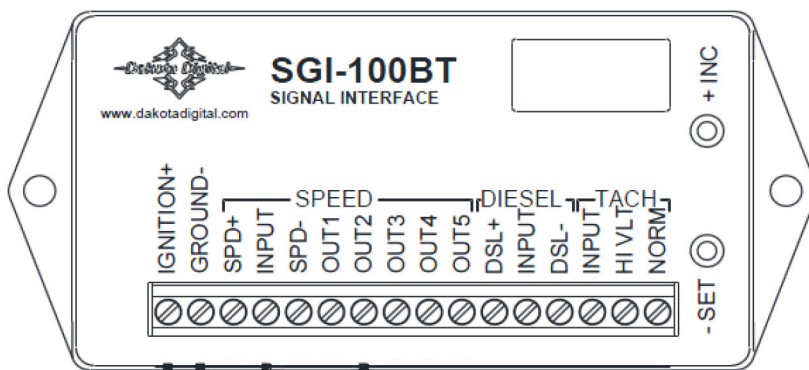 Dakota Digital
www.dakotadigital.com
SGI-100BT
SIGNAL INTERFACE
+ INC
- SET
SPEED
DIESEL
TACH
IGNITION+
GROUND-
SPD+
INPUT
SPD-
OUT1
OUT2
OUT3
OUT4
OUT5
DSL+
INPUT
DSL-
INPUT
HI VLT
NORM